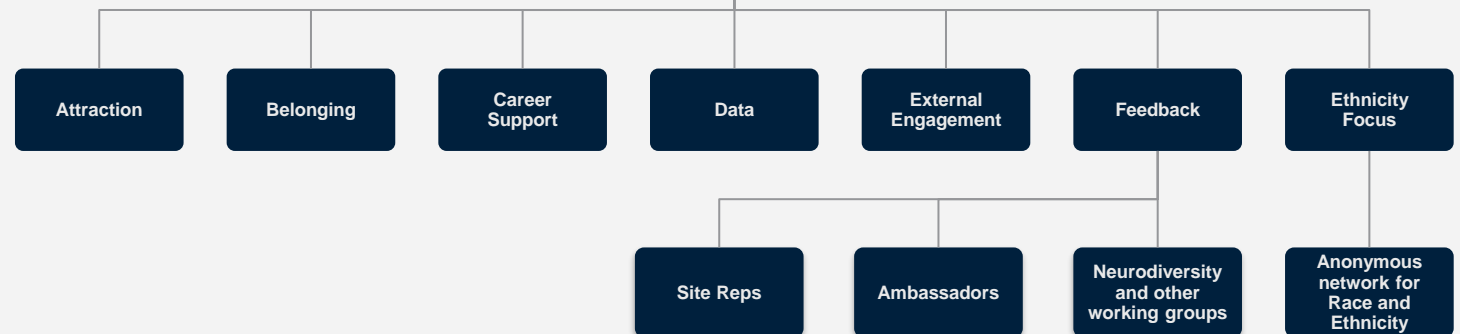 Attraction
Belonging
Career
Support
Data
External
Engagement
Feedback
Ethnicity
Focus
Site Reps
Ambassadors
Neurodiversity
and other
working groups
Anonymous
network for
Race and
Ethnicity